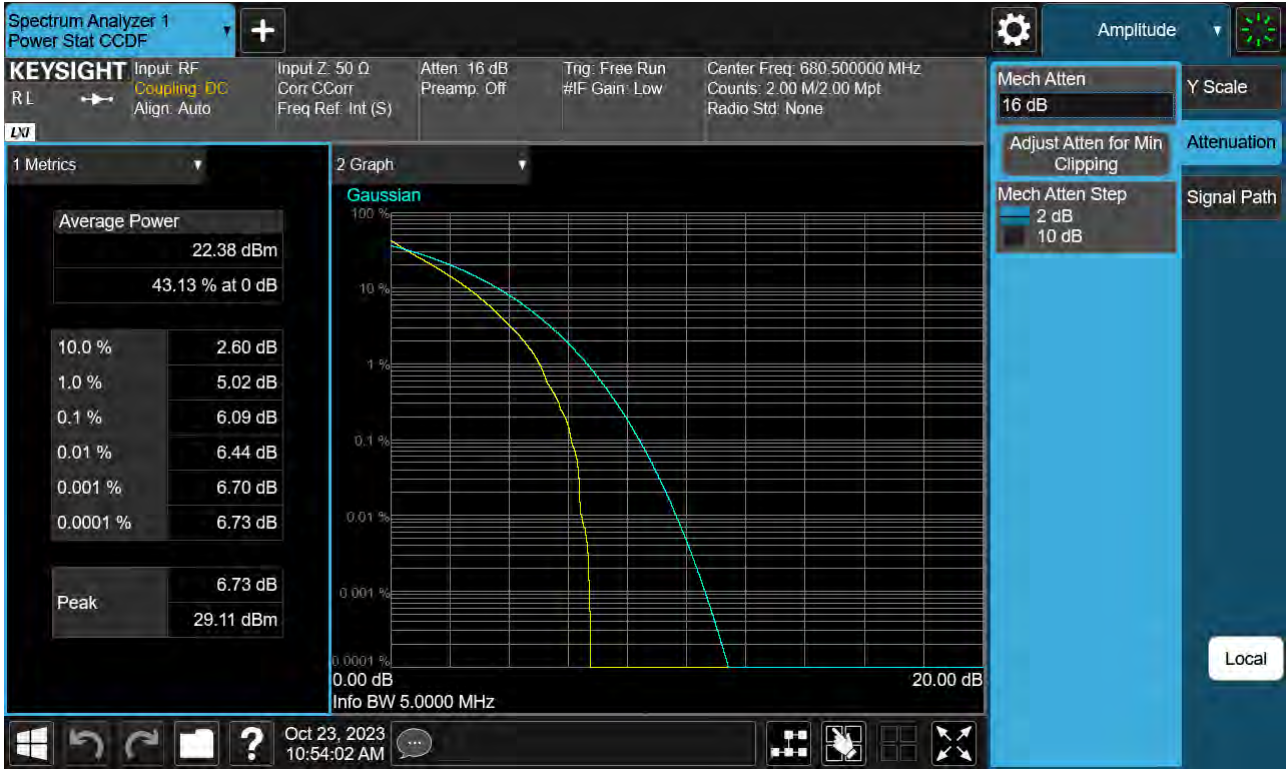 Spectrum Analyzer 1
Power Stat CCDF
Amplitude
KEYSIGHT
R L
LXI
Input: RF
Coupling: DC
Align: Auto
Input Z: 50 Ω
Corr CCorr
Freq Ref: Int (S)
Atten: 16 dB
Preamp: Off
Trig: Free Run
#IF Gain: Low
Center Freq: 680.500000 MHz
Counts: 2.00 M/2.00 Mpt
Radio Std: None
Mech Atten
16 dB
Adjust Atten for Min
Clipping
Mech Atten Step
2 dB
10 dB
Y Scale
Attenuation
Signal Path
1 Metrics
Average Power
22.38 dBm
43.13 % at 0 dB
10.0 % 2.60 dB
1.0 % 5.02 dB
0.1 % 6.09 dB
0.01 % 6.44 dB
0.001 % 6.70 dB
0.0001 % 6.73 dB
Peak
6.73 dB
29.11 dBm
2 Graph
Gaussian
100 %
10 %
1 %
0.1 %
0.01 %
0.001 %
0.0001 %
0.00 dB 20.00 dB
Info BW 5.0000 MHz
Local
?
Oct 23, 2023
10:54:02 AM